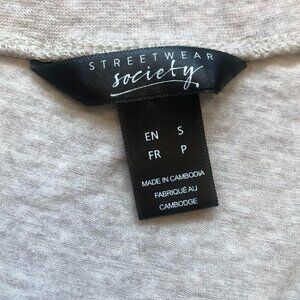 STREETWEAR
society
EN S
FR P
MADE IN CAMBODIA
FABRIQUÉ AU
CAMBODGE